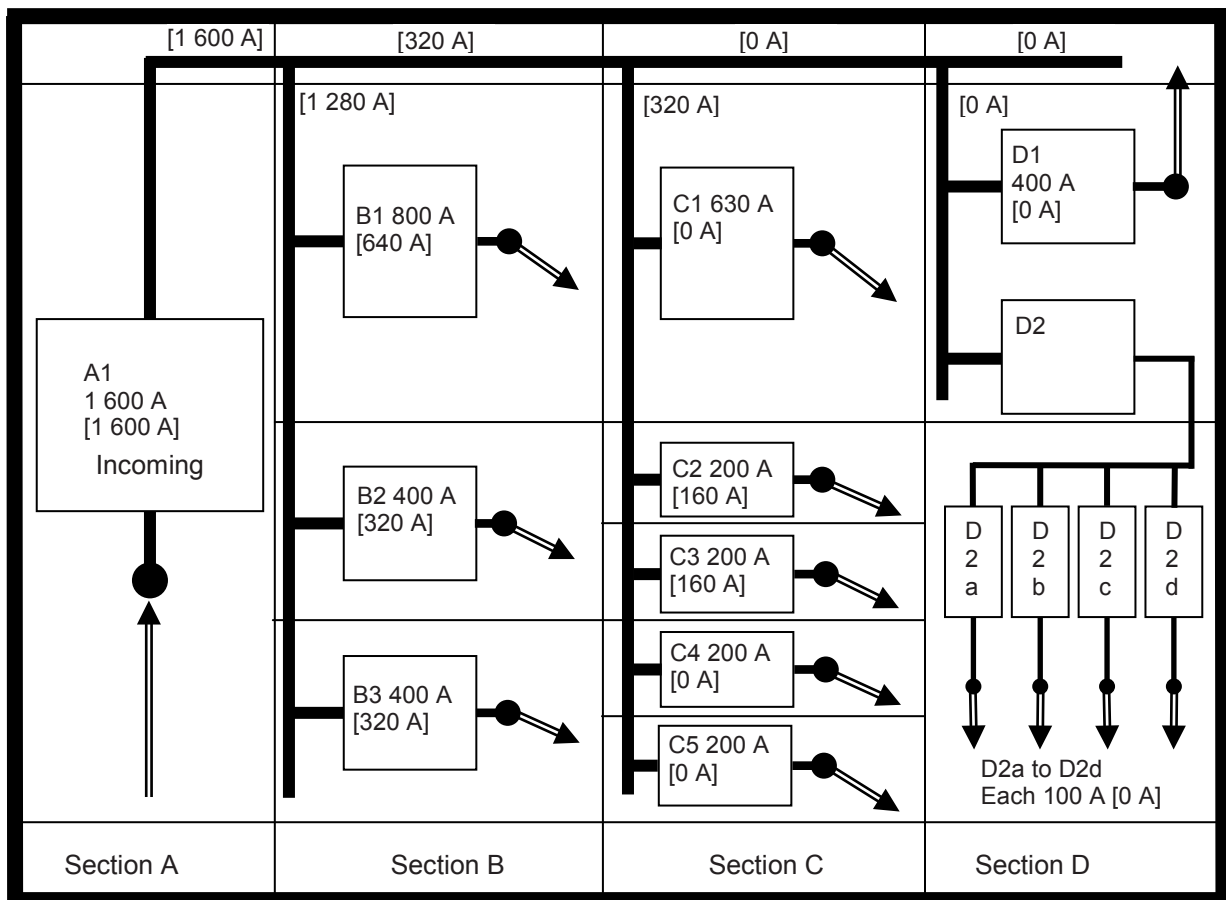 [1 600 A]
[320 A]
[0 A]
[0 A]
[1 280 A]
[320 A]
[0 A]
A1
1 600 A
[1 600 A]
Incoming
B1 800 A
[640 A]
B2 400 A
[320 A]
B3 400 A
[320 A]
C1 630 A
[0 A]
C2 200 A
[160 A]
C3 200 A
[160 A]
C4 200 A
[0 A]
C5 200 A
[0 A]
D1
400 A
[0 A]
D2
D
2
a
D
2
b
D
2
c
D
2
d
D2a to D2d
Each 100 A [0 A]
Section A
Section B
Section C
Section D